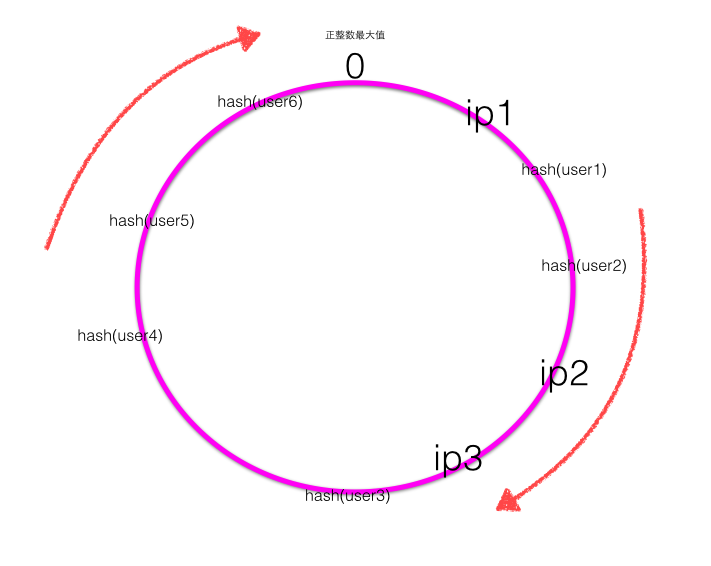 正整数最大值
0
hash(user6)
ip1
hash(user1)
hash(user5)
hash(user2)
hash(user4)
ip2
ip3
hash(user3)